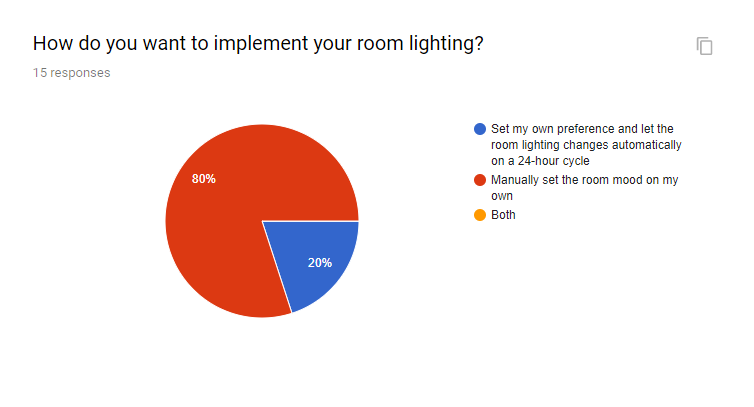 How do you want to implement your room lighting?
15 responses
80%
20%
Set my own preference and let the
room lighting changes automatically
on a 24-hour cycle
Manually set the room mood on my
own
Both